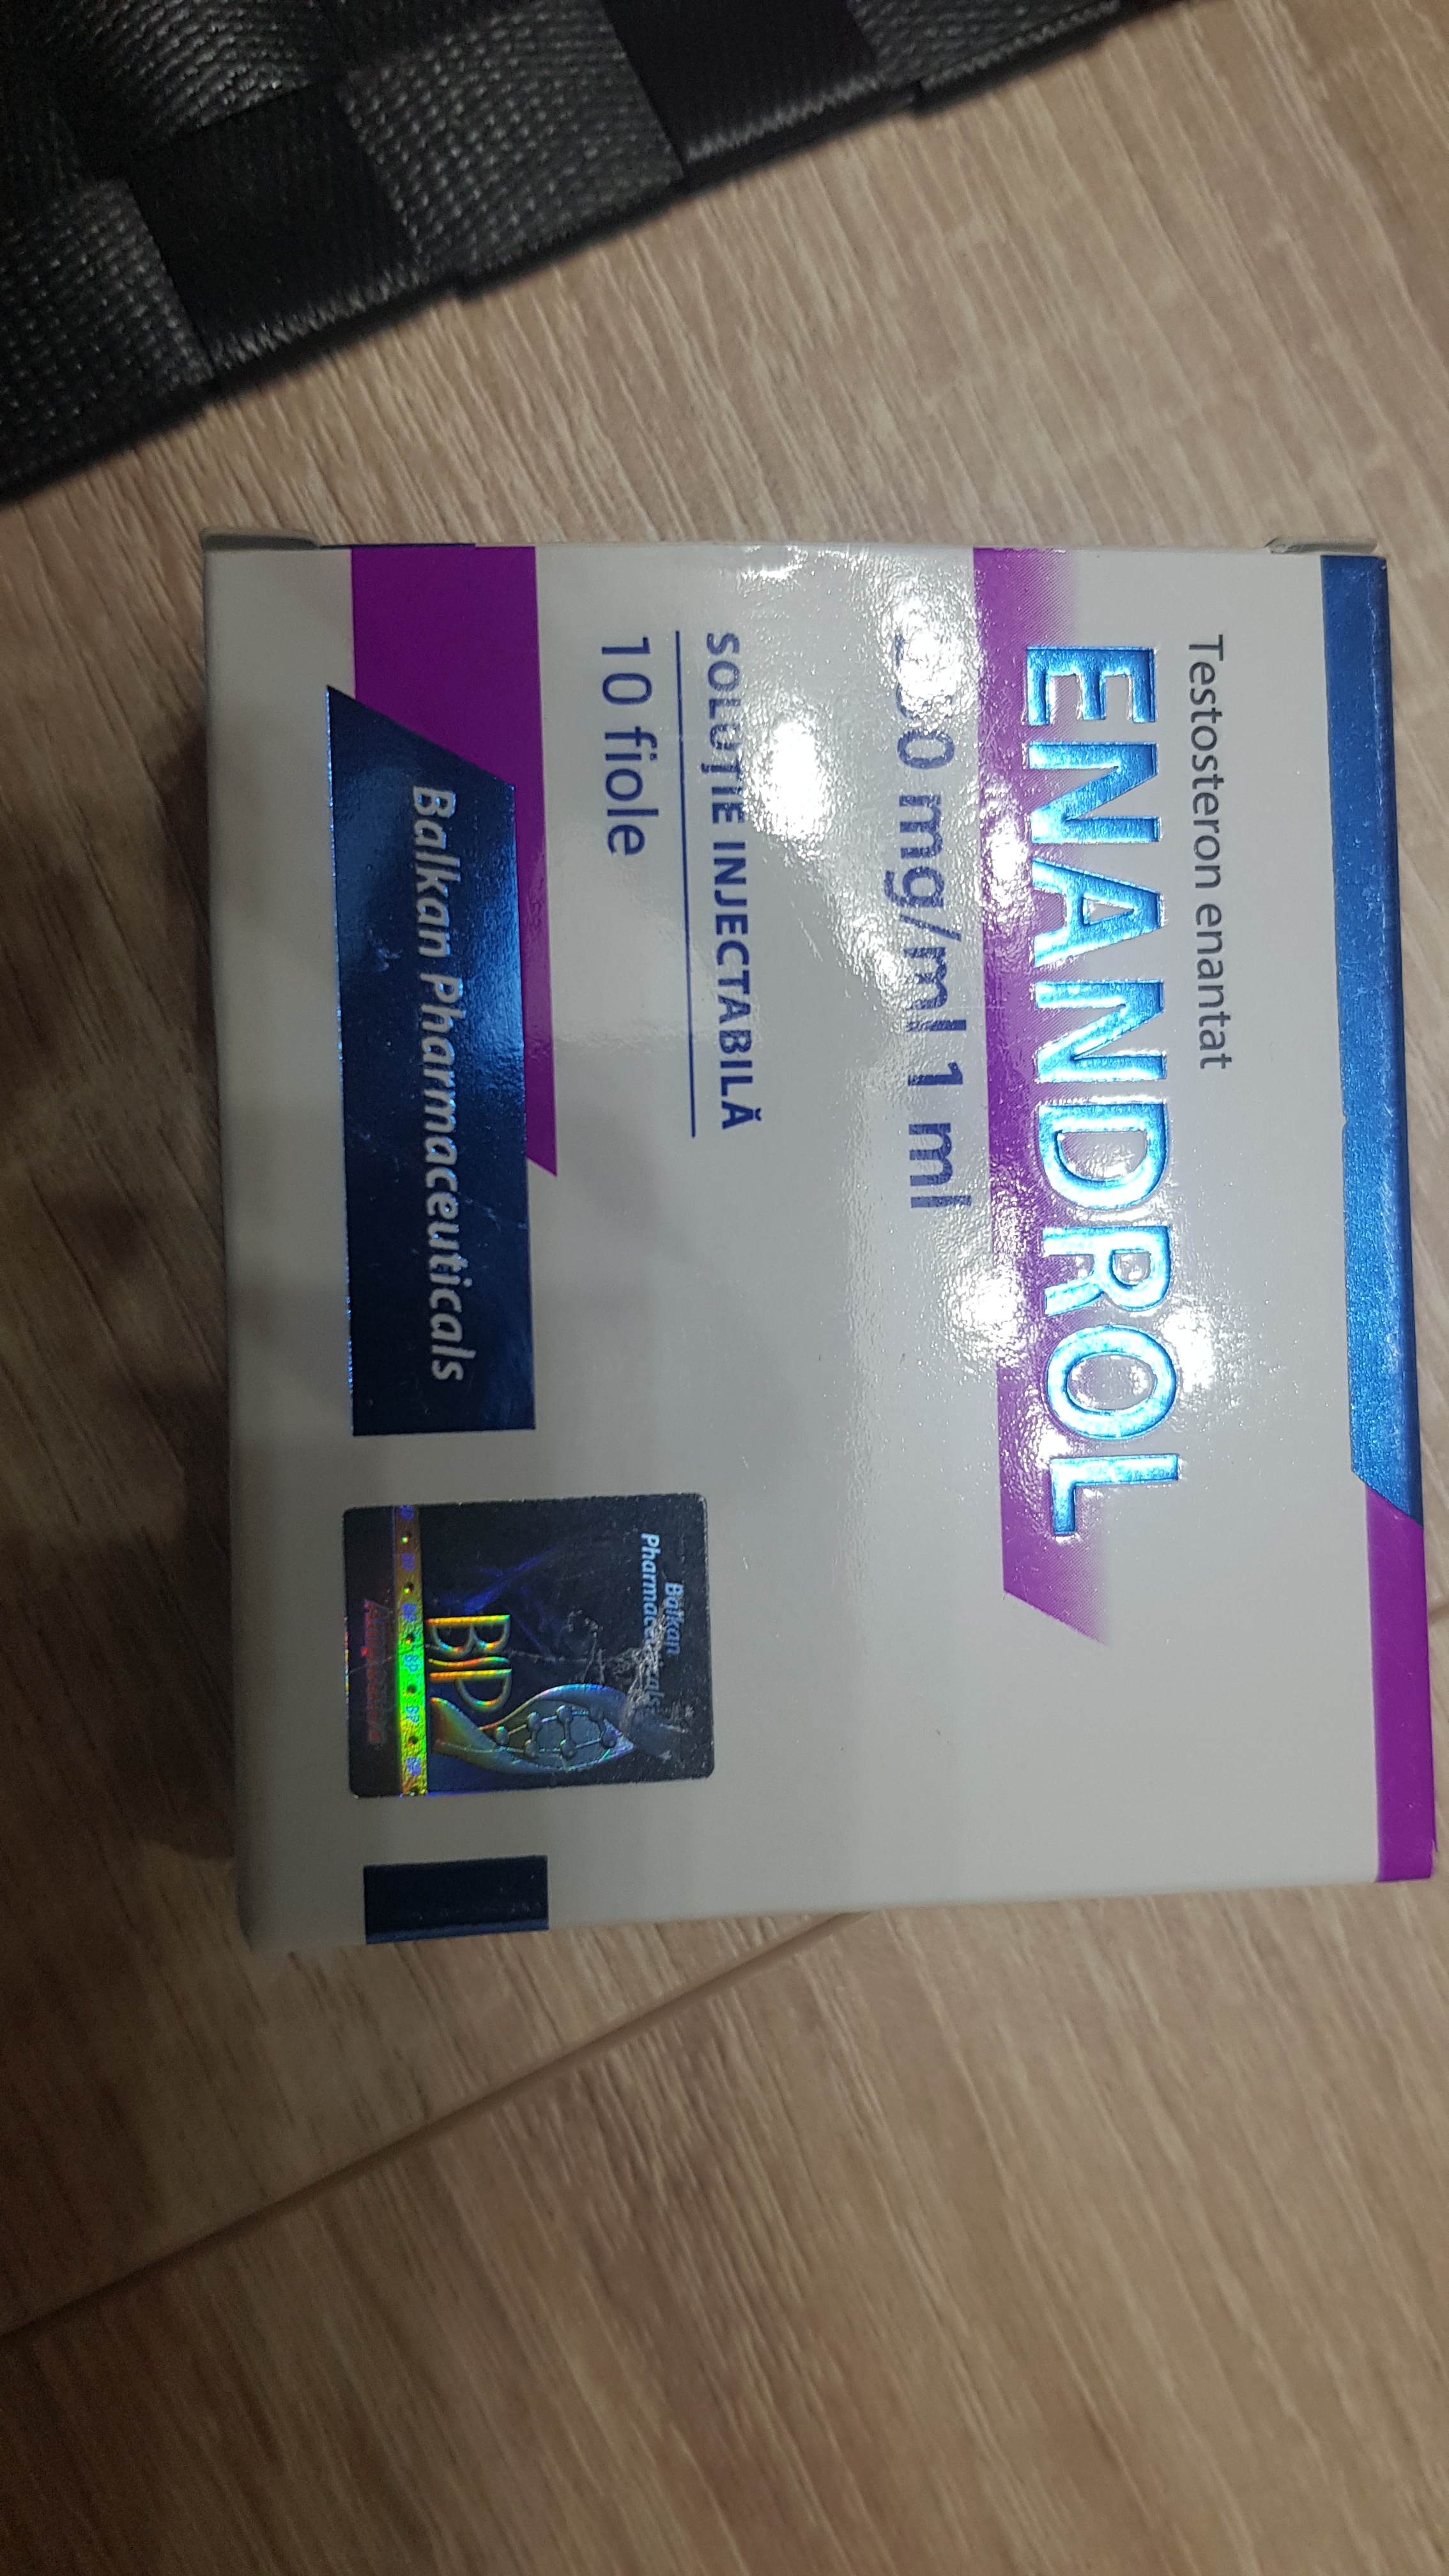 Testosteron enantat
ENANDROL
mg/ml 1 ml
SOLUȚIE INJECTABILĂ
10 fiole
Balkan Pharmaceuticals
Balkan
Pharmaceuticals
BP